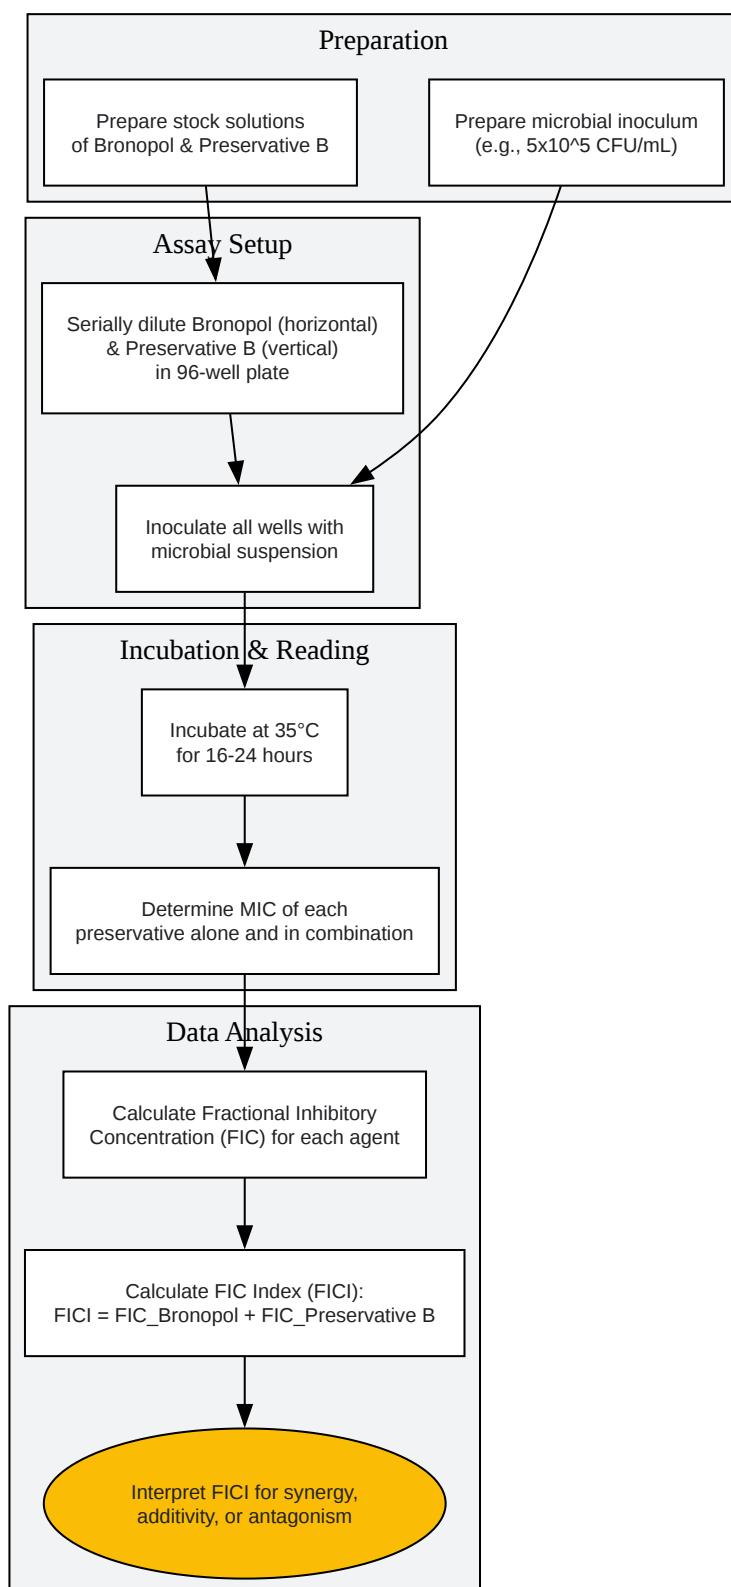 Preparation
Prepare stock solutions
of Bronopol & Preservative B
Prepare microbial inoculum
(e.g., 5x10^5 CFU/mL)
Assay Setup
Serially dilute Bronopol (horizontal)
& Preservative B (vertical)
in 96-well plate
Inoculate all wells with
microbial suspension
Incubation & Reading
Incubate at 35°C
for 16-24 hours
Determine MIC of each
preservative alone and in combination
Data Analysis
Calculate Fractional Inhibitory
Concentration (FIC) for each agent
Calculate FIC Index (FICI):
FICI = FIC_Bronopol + FIC_Preservative B
Interpret FICI for synergy,
additivity, or antagonism